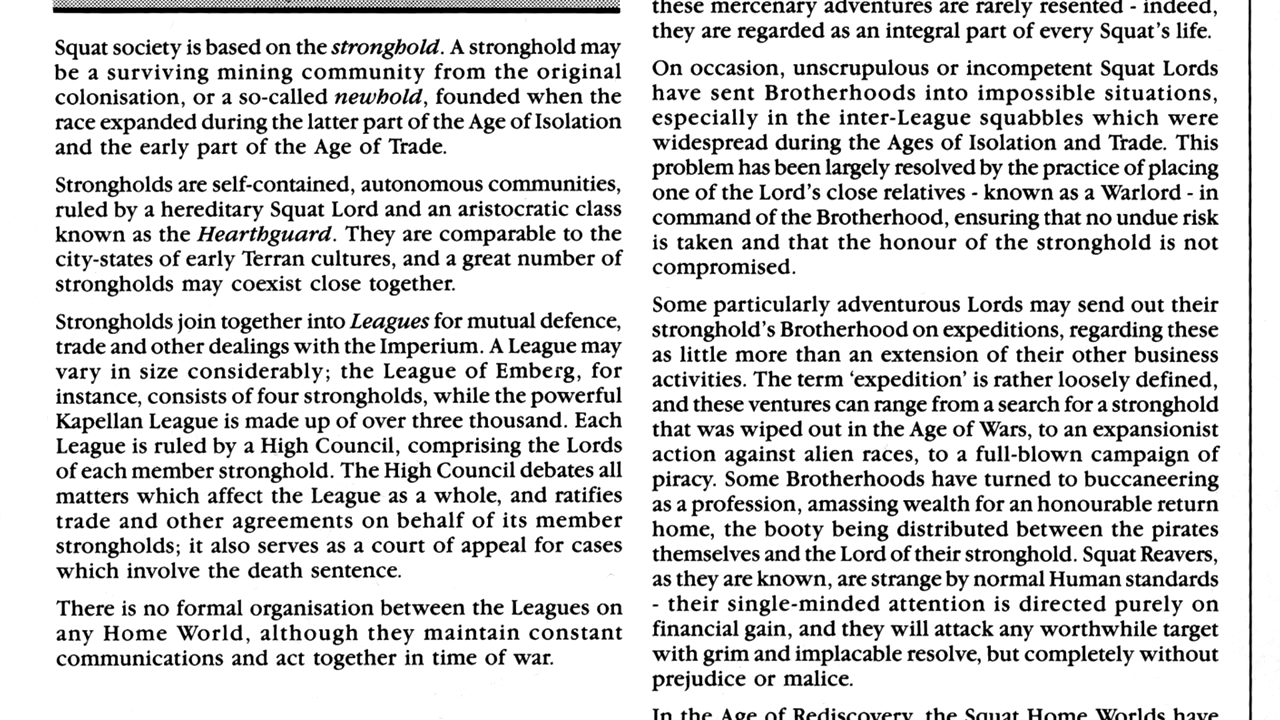 Squat society is based on the stronghold. A stronghold may
be a surviving mining community from the original
colonisation, or a so-called newhold, founded when the
race expanded during the latter part of the Age of Isolation
and the early part of the Age of Trade.
Strongholds are self-contained, autonomous communities,
ruled by a hereditary Squat Lord and an aristocratic class
known as the Hearthguard. They are comparable to the
city-states of early Terran cultures, and a great number of
strongholds may coexist close together.
Strongholds join together into Leagues for mutual defence,
trade and other dealings with the Imperium. A League may
vary in size considerably; the League of Emberg, for
instance, consists of four strongholds, while the powerful
Kapellan League is made up of over three thousand. Each
League is ruled by a High Council, comprising the Lords
of each member stronghold. The High Council debates all
matters which affect the League as a whole, and ratifies
trade and other agreements on behalf of its member
strongholds; it also serves as a court of appeal for cases
which involve the death sentence.
There is no formal organisation between the Leagues on
any Home World, although they maintain constant
communications and act together in time of war.
these mercenary adventures are rarely resented - indeed,
they are regarded as an integral part of every Squat's life.
On occasion, unscrupulous or incompetent Squat Lords
have sent Brotherhoods into impossible situations,
especially in the inter-League squabbles which were
widespread during the Ages of Isolation and Trade. This
problem has been largely resolved by the practice of placing
one of the Lord's close relatives - known as a Warlord - in
command of the Brotherhood, ensuring that no undue risk
is taken and that the honour of the stronghold is not
compromised.
Some particularly adventurous Lords may send out their
stronghold's Brotherhood on expeditions, regarding these
as little more than an extension of their other business
activities. The term 'expedition' is rather loosely defined,
and these ventures can range from a search for a stronghold
that was wiped out in the Age of Wars, to an expansionist
action against alien races, to a full-blown campaign of
piracy. Some Brotherhoods have turned to buccaneering
as a profession, amassing wealth for an honourable return
home, the booty being distributed between the pirates
themselves and the Lord of their stronghold. Squat Reavers,
as they are known, are strange by normal Human standards
- their single-minded attention is directed purely on
financial gain, and they will attack any worthwhile target
with grim and implacable resolve, but completely without
prejudice or malice.
In the Age of Rediscovery, the Squat Home Worlds have